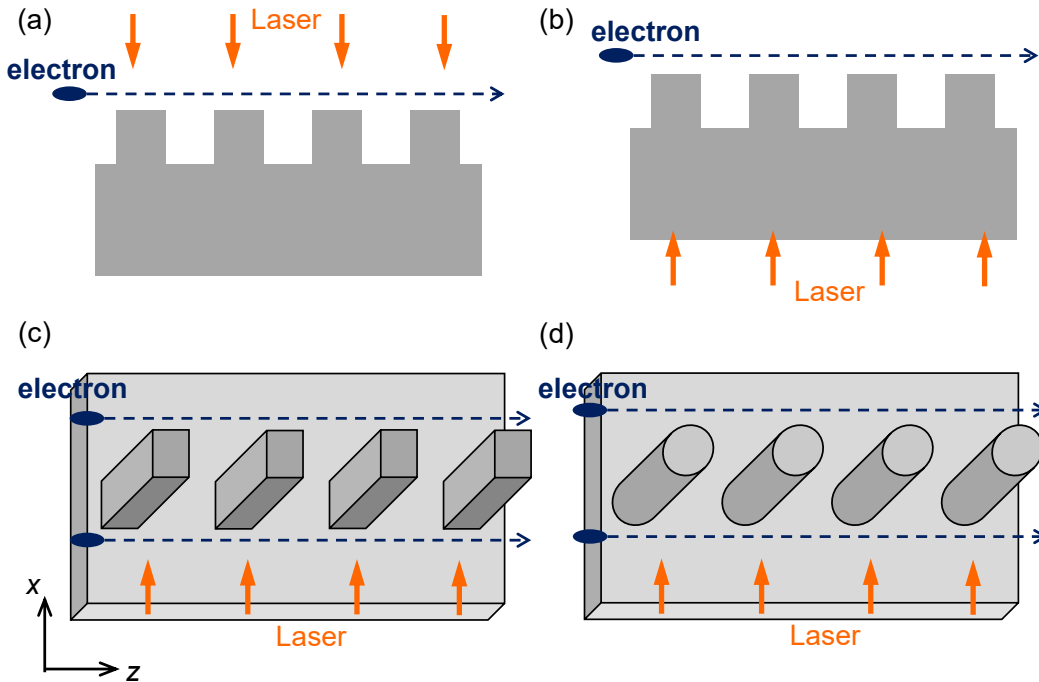 (a)
Laser
electron
(b)
electron
Laser
(c)
electron
Laser
x
z
(d)
electron
Laser